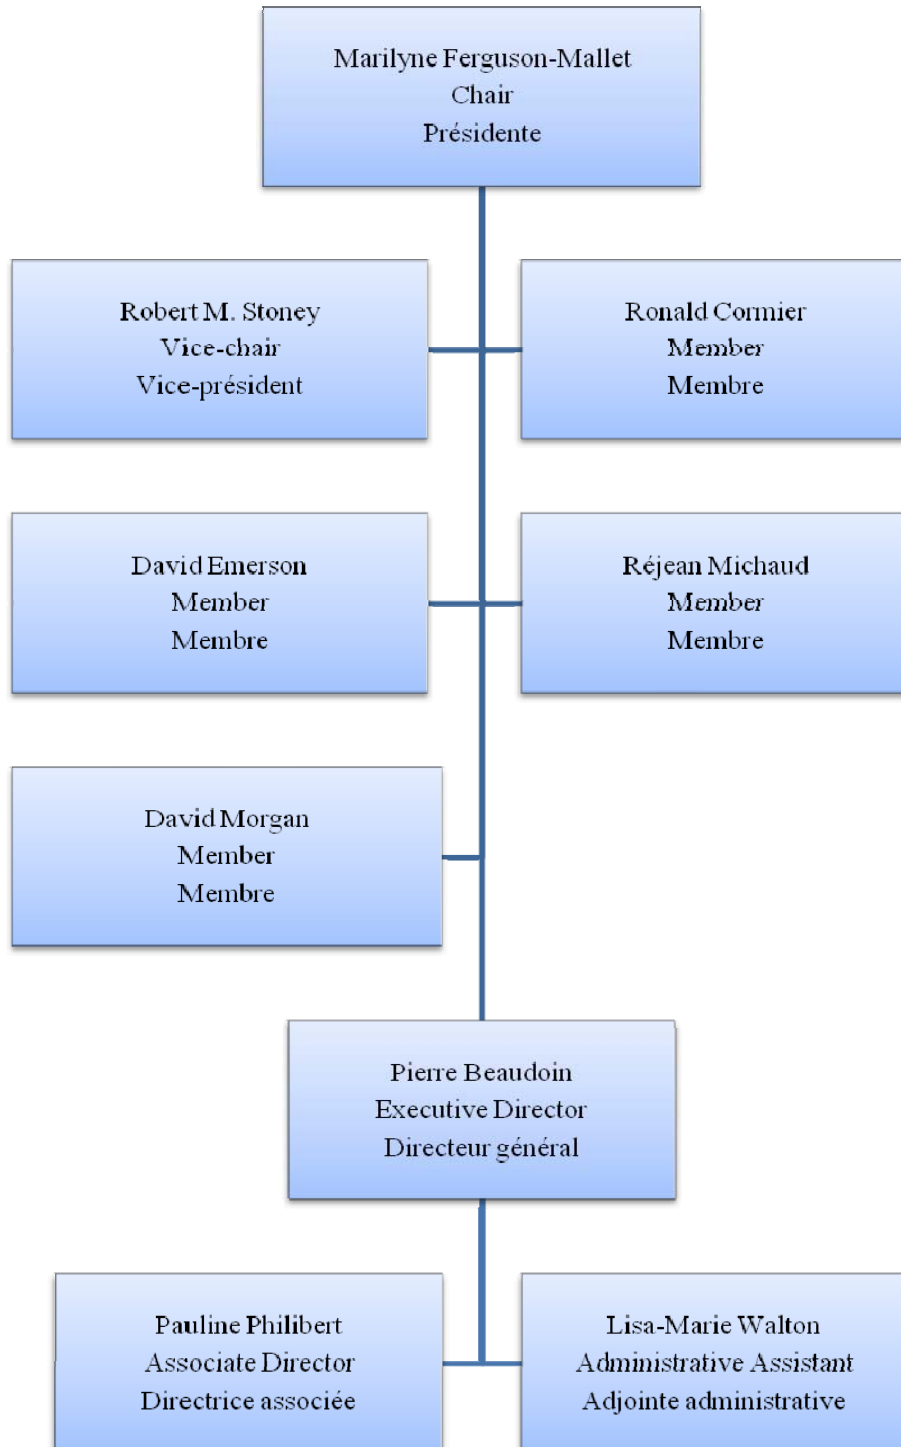 Marilyne Ferguson-Mallet
Chair
Présidente
Robert M. Stoney
Vice-chair
Vice-président
Ronald Cormier
Member
Membre
David Emerson
Member
Membre
Réjean Michaud
Member
Membre
David Morgan
Member
Membre
Pierre Beaudoin
Executive Director
Directeur général
Pauline Philibert
Associate Director
Directrice associée
Lisa-Marie Walton
Administrative Assistant
Adjointe administrative